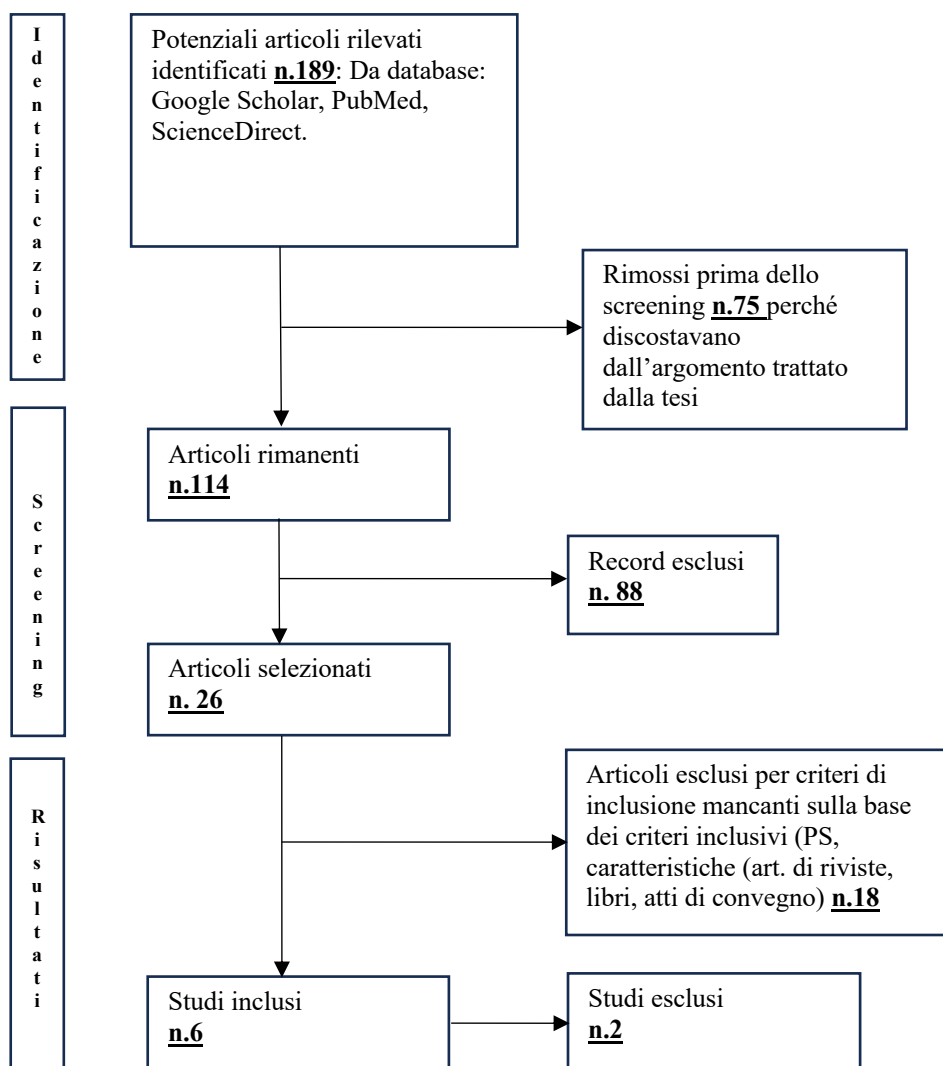 Identificazione
Potenziali articoli rilevati
identificati n.189: Da database:
Google Scholar, PubMed,
ScienceDirect.
Rimossi prima dello
screening n.75 perché
discostavano
dall’argomento trattato
dalla tesi
Screening
Articoli rimanenti
n.114
Record esclusi
n. 88
Articoli selezionati
n. 26
Risultati
Articoli esclusi per criteri di
inclusione mancanti sulla base
dei criteri inclusivi (PS,
caratteristiche (art. di riviste,
libri, atti di convegno) n.18
Studi inclusi
n.6
Studi esclusi
n.2